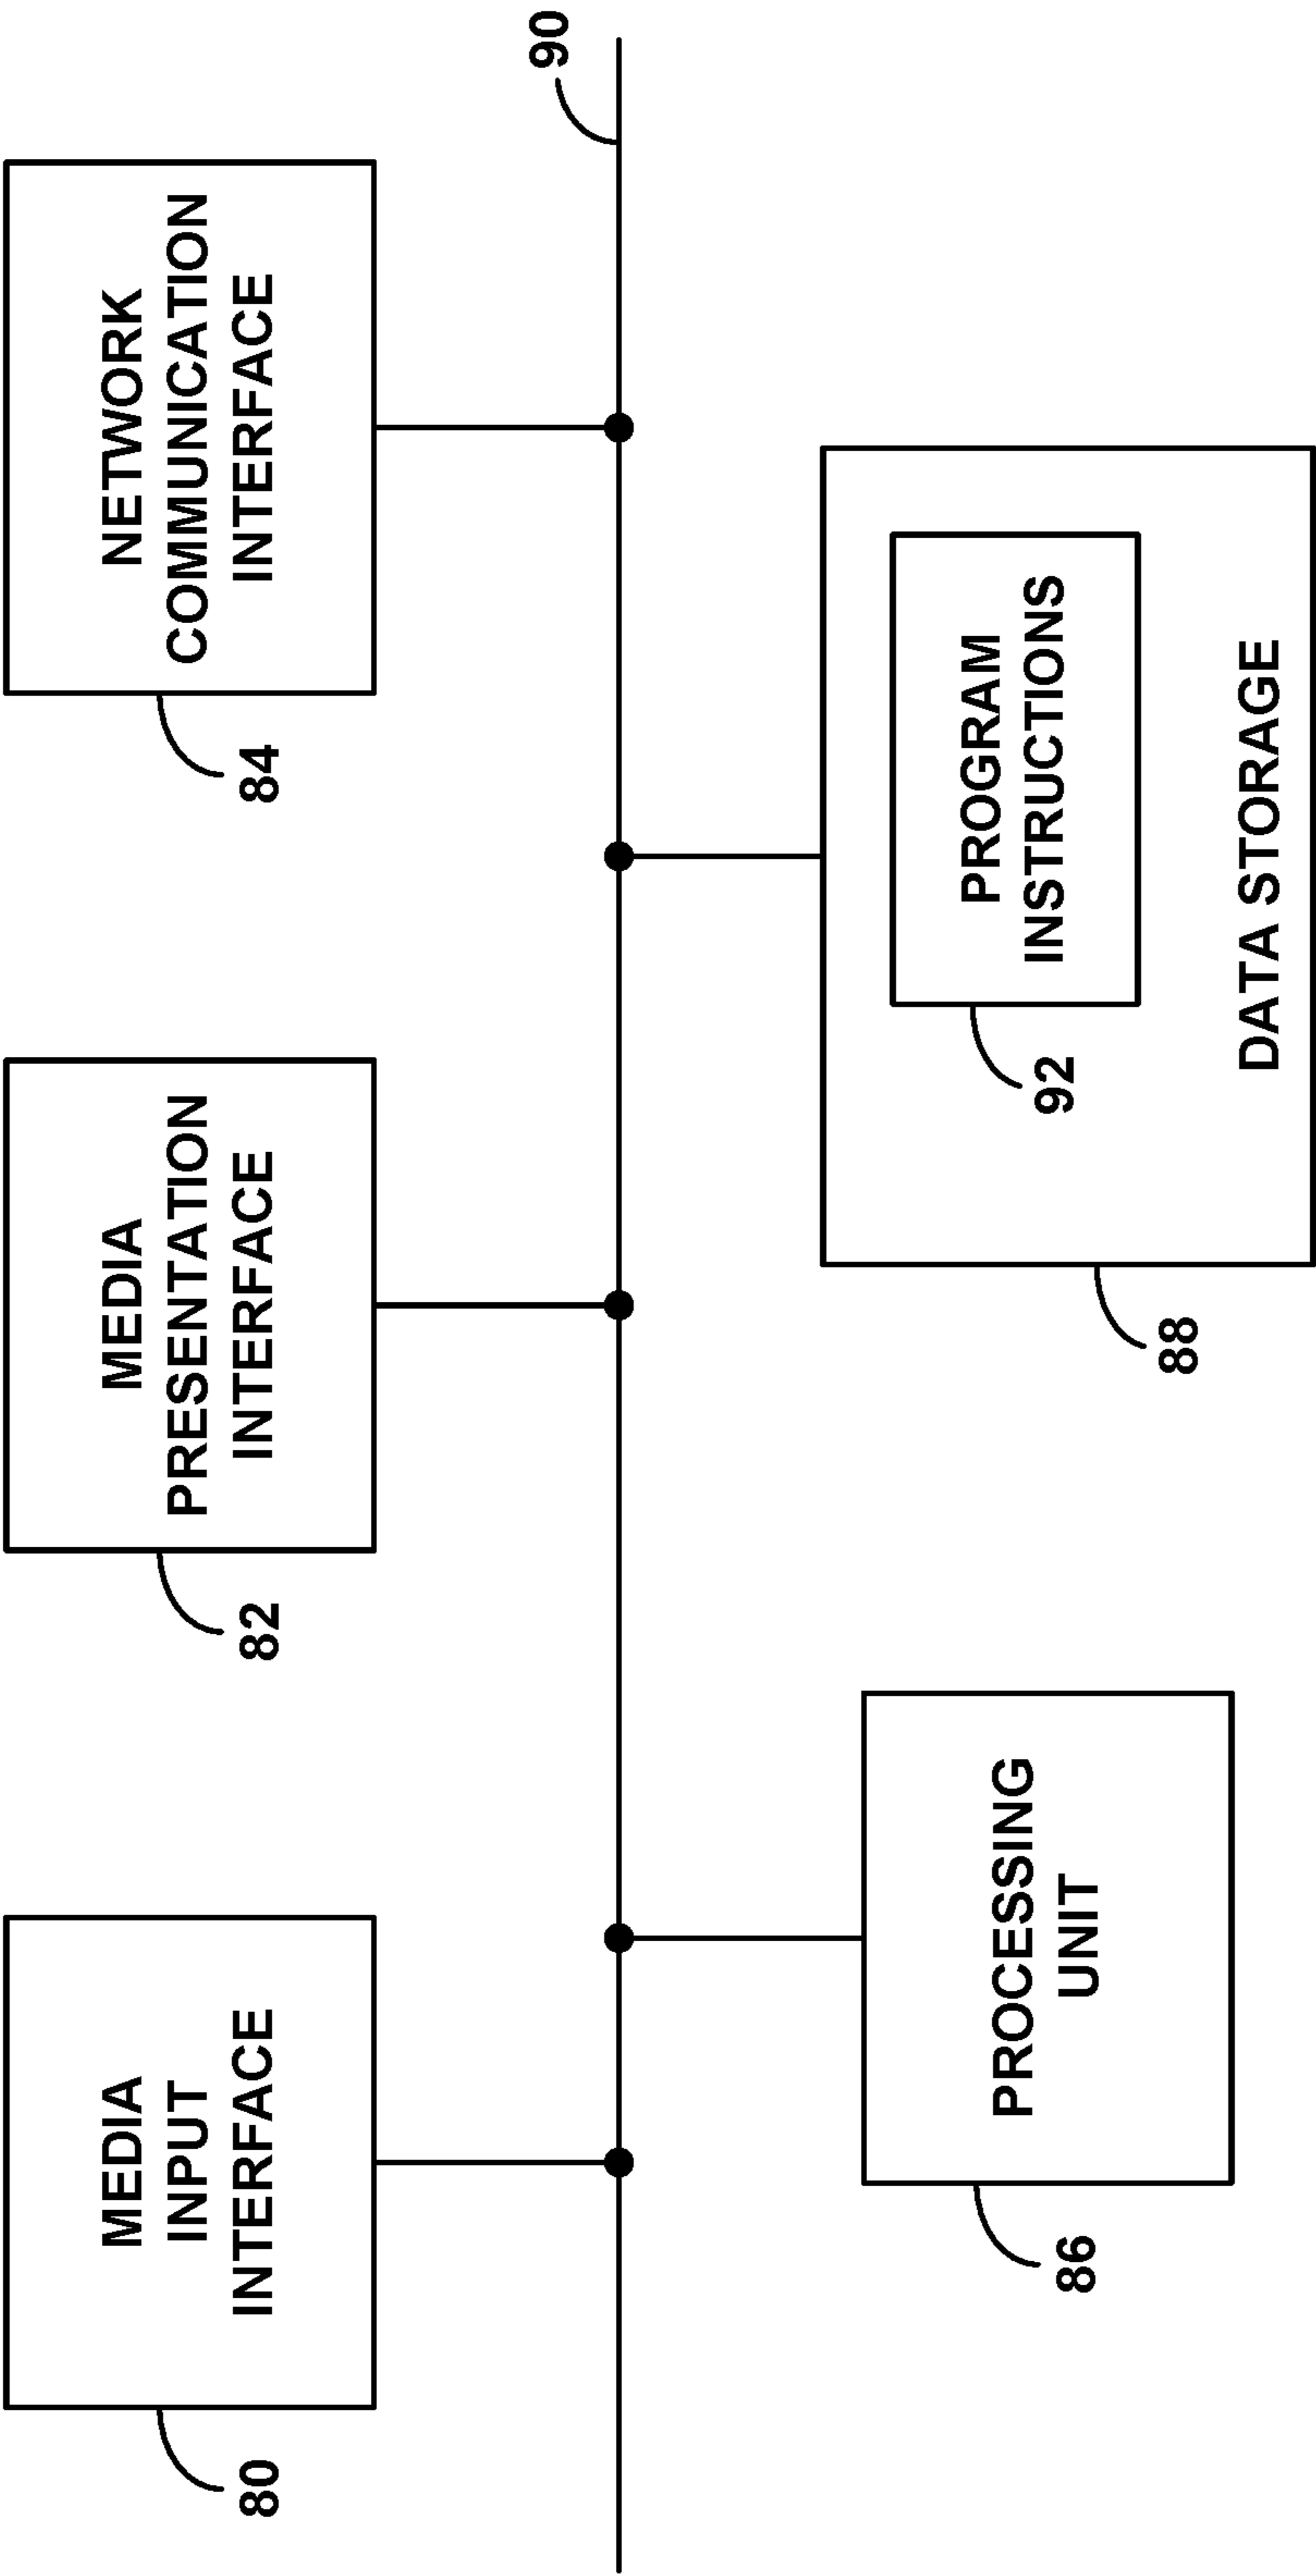 MEDIA
INPUT
INTERFACE
80
MEDIA
PRESENTATION
INTERFACE
82
NETWORK
COMMUNICATION
INTERFACE
84
90
PROCESSING
UNIT
86
PROGRAM
INSTRUCTIONS
92
DATA STORAGE
88